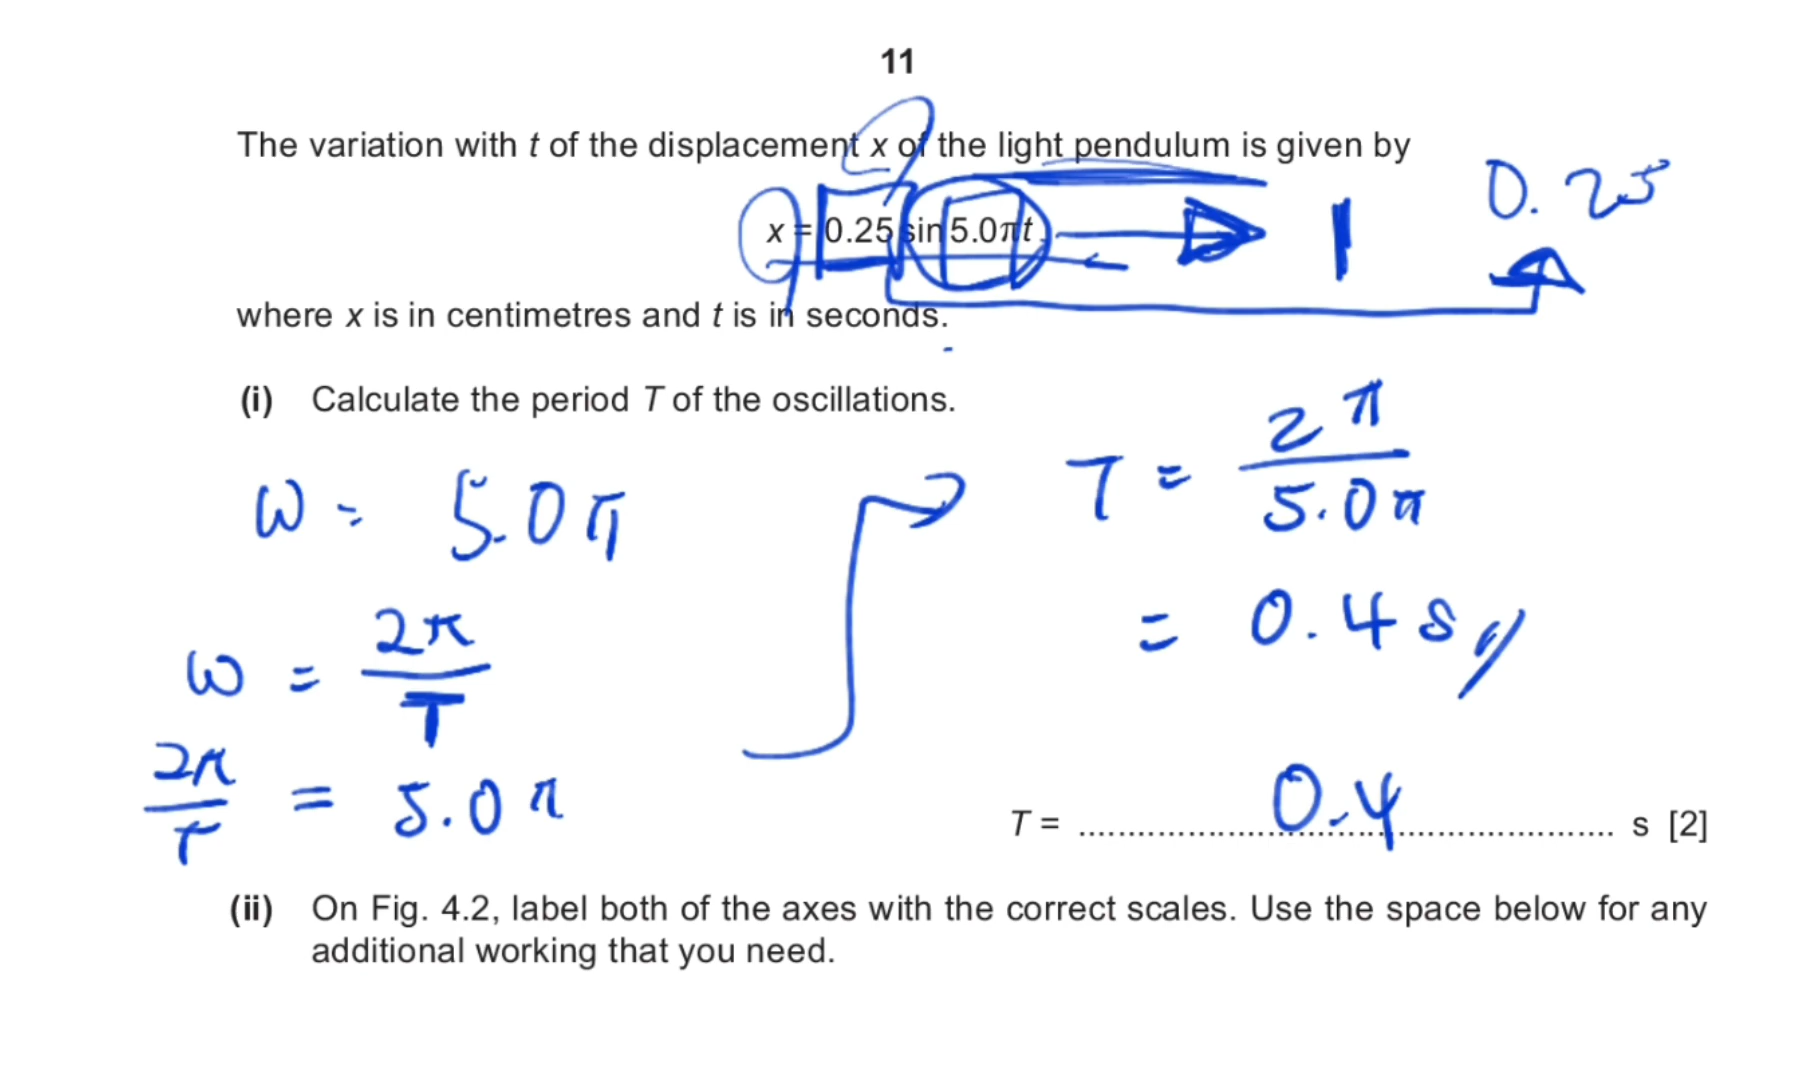 11
The variation with t of the displacement x of the light pendulum is given by
0.25
x = 0.25 sin 5.0πt
1
where x is in centimetres and t is in seconds.
(i) Calculate the period T of the oscillations.
ω = 5.0π
T = 2π / 5.0π
ω = 2π / T
= 0.4 s
2π / T = 5.0π
T = ........ 0.4 ........ s [2]
(ii) On Fig. 4.2, label both of the axes with the correct scales. Use the space below for any
additional working that you need.